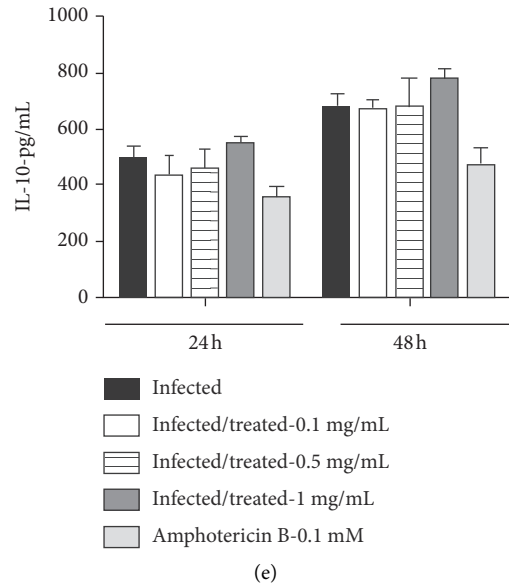 1000
800
600
400
200
0
IL-10-pg/mL
24 h
48 h
Infected
Infected/treated-0.1 mg/mL
Infected/treated-0.5 mg/mL
Infected/treated-1 mg/mL
Amphotericin B-0.1 mM
(e)